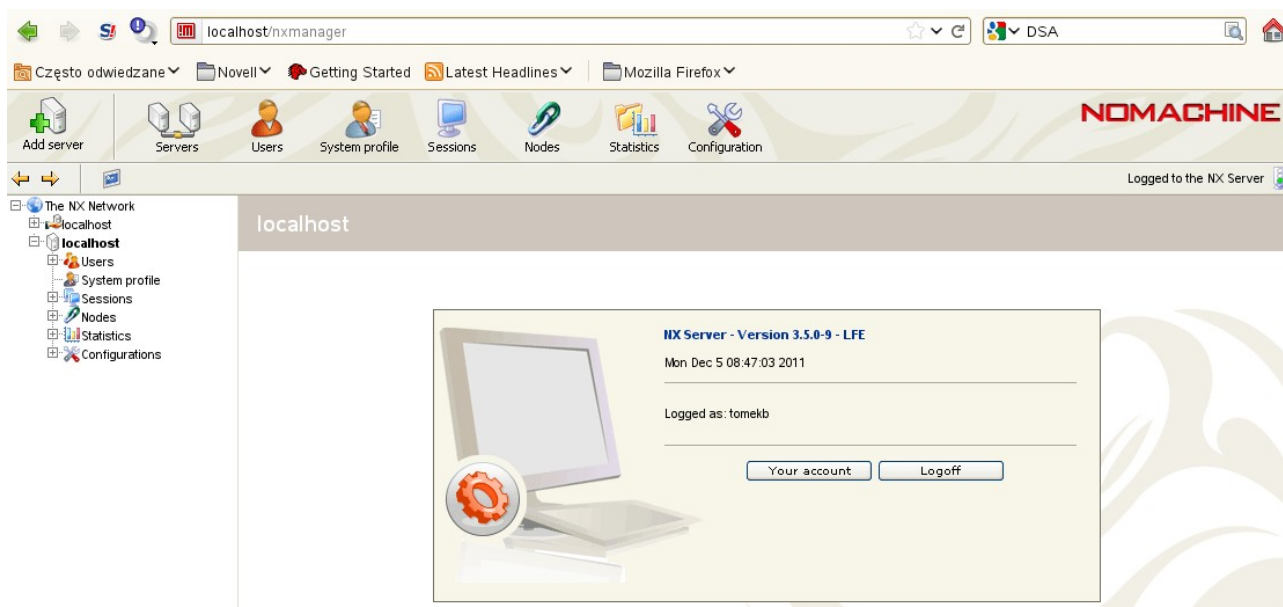 localhost/nxmanager
DSA
Często odwiedzane Novell Getting Started Latest Headlines Mozilla Firefox
NOMACHINE
Add server Servers Users System profile Sessions Nodes Statistics Configuration
Logged to the NX Server
The NX Network
localhost
localhost
Users
System profile
Sessions
Nodes
Statistics
Configurations
localhost
NX Server - Version 3.5.0-9 - LFE
Mon Dec 5 08:47:03 2011
Logged as: tomekb
Your account Logoff